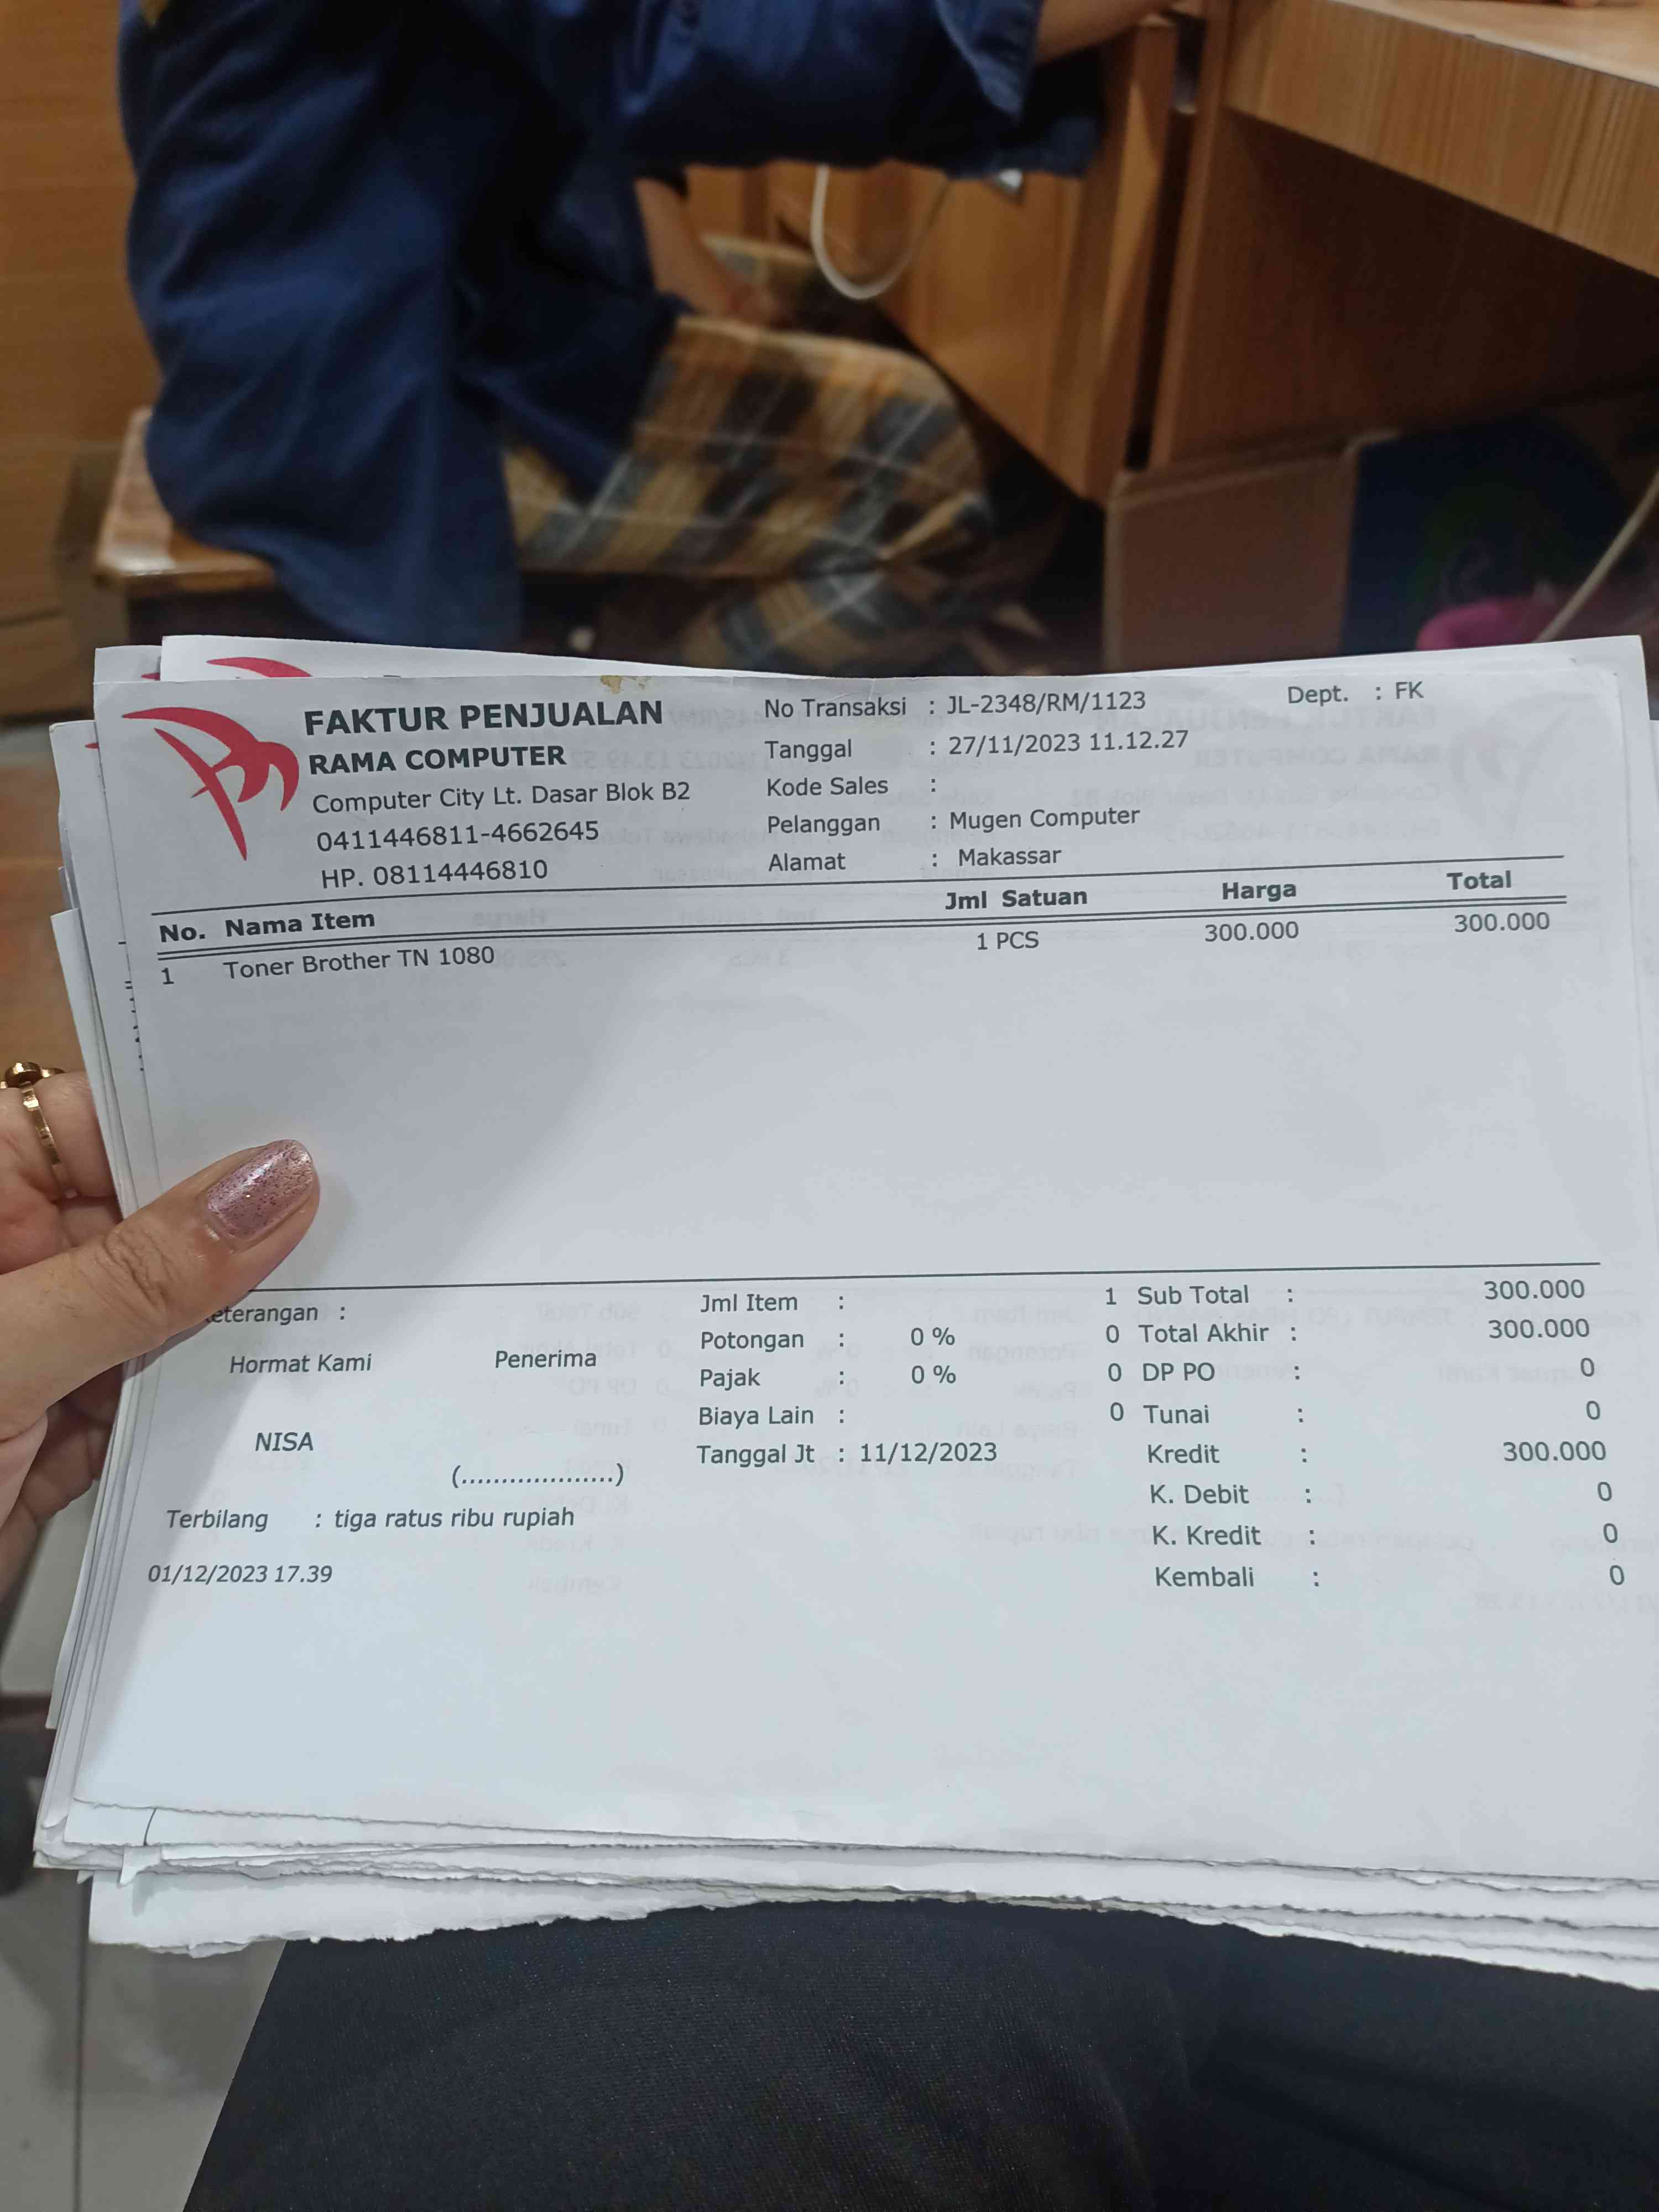 FAKTUR PENJUALAN
RAMA COMPUTER
Computer City Lt. Dasar Blok B2
0411446811-4662645
HP. 08114446810
No Transaksi : JL-2348/RM/1123
Tanggal : 27/11/2023 11.12.27
Kode Sales :
Pelanggan : Mugen Computer
Alamat : Makassar
Dept. : FK
No. Nama Item Jml Satuan Harga Total
1 Toner Brother TN 1080 1 PCS 300.000 300.000
eterangan :
Hormat Kami Penerima
NISA
(...................)
Jml Item : 1
Potongan : 0 % 0
Pajak : 0 % 0
Biaya Lain : 0
Tanggal Jt : 11/12/2023
Sub Total : 300.000
Total Akhir : 300.000
DP PO : 0
Tunai : 0
Kredit : 300.000
K. Debit : 0
K. Kredit : 0
Kembali : 0
Terbilang : tiga ratus ribu rupiah
01/12/2023 17.39